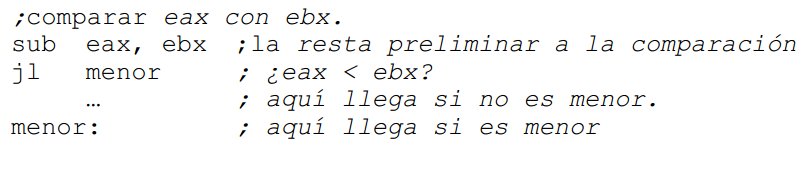 ;comparar eax con ebx.
sub eax, ebx ;la resta preliminar a la comparación
jl menor ; ¿eax < ebx?
… ; aquí llega si no es menor.
menor: ; aquí llega si es menor